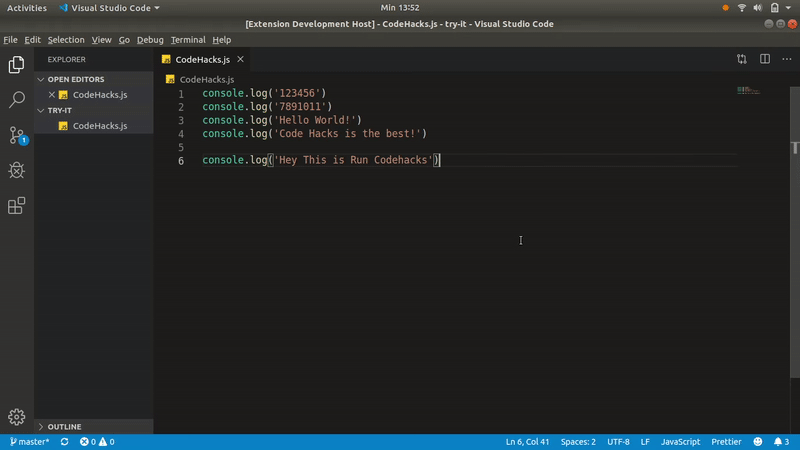 Activities Visual Studio Code Min 13:52
[Extension Development Host] - CodeHacks.js - try-it - Visual Studio Code
File Edit Selection View Go Debug Terminal Help
EXPLORER
CodeHacks.js
OPEN EDITORS
CodeHacks.js
TRY-IT
CodeHacks.js
OUTLINE
1
CodeHacks.js
1 console.log('123456')
2 console.log('7891011')
3 console.log('Hello World!')
4 console.log('Code Hacks is the best!')
5
6 console.log('Hey This is Run Codehacks')
master* 0 0 Ln 6, Col 41 Spaces: 2 UTF-8 LF JavaScript Prettier 3